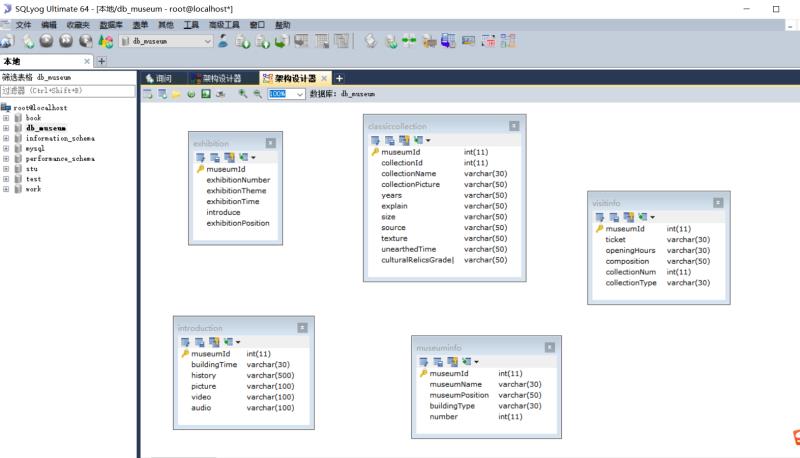 SQLyog Ultimate 64 - [本地/db_museum - root@localhost*]
文件 编辑 收藏夹 数据库 表单 其他 工具 高级工具 窗口 帮助
db_museum
本地
筛选表格 db_museum
过滤器 (Ctrl+Shift+B)
root@localhost
book
db_museum
information_schema
mysql
performance_schema
stu
test
work
询问 架构设计器 架构设计器
100% 数据库: db_museum
exhibition
museumId
exhibitionNumber
exhibitionTheme
exhibitionTime
introduce
exhibitionPosition
classiccollection
museumId int(11)
collectionId int(11)
collectionName varchar(30)
collectionPicture varchar(50)
years varchar(50)
explain varchar(50)
size varchar(50)
source varchar(50)
texture varchar(50)
unearthedTime varchar(50)
culturalRelicsGrade varchar(50)
visitinfo
museumId int(11)
ticket varchar(30)
openingHours varchar(30)
composition varchar(50)
collectionNum int(11)
collectionType varchar(30)
introduction
museumId int(11)
buildingTime varchar(30)
history varchar(500)
picture varchar(100)
video varchar(100)
audio varchar(100)
museuminfo
museumId int(11)
museumName varchar(30)
museumPosition varchar(50)
buildingType varchar(30)
number int(11)